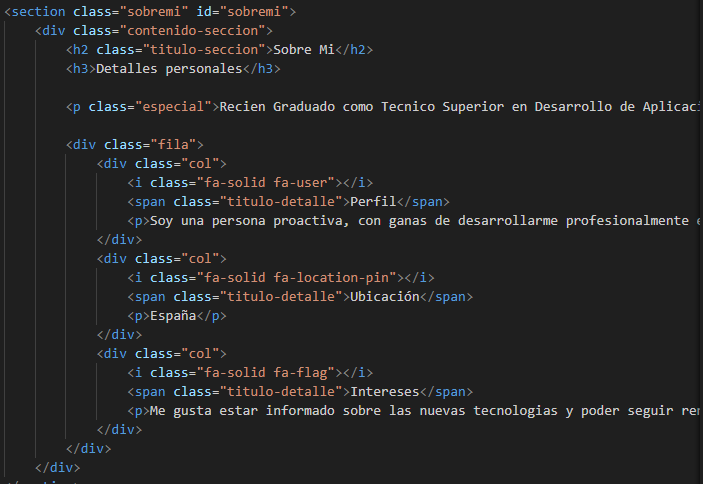 <section class="sobremi" id="sobremi">
<div class="contenido-seccion">
<h2 class="titulo-seccion">Sobre Mi</h2>
<h3>Detalles personales</h3>
<p class="especial">Recien Graduado como Tecnico Superior en Desarrollo de Aplicaci
<div class="fila">
<div class="col">
<i class="fa-solid fa-user"></i>
<span class="titulo-detalle">Perfil</span>
<p>Soy una persona proactiva, con ganas de desarrollarme profesionalmente e
</div>
<div class="col">
<i class="fa-solid fa-location-pin"></i>
<span class="titulo-detalle">Ubicación</span>
<p>España</p>
</div>
<div class="col">
<i class="fa-solid fa-flag"></i>
<span class="titulo-detalle">Intereses</span>
<p>Me gusta estar informado sobre las nuevas tecnologias y poder seguir ren
</div>
</div>
</div>